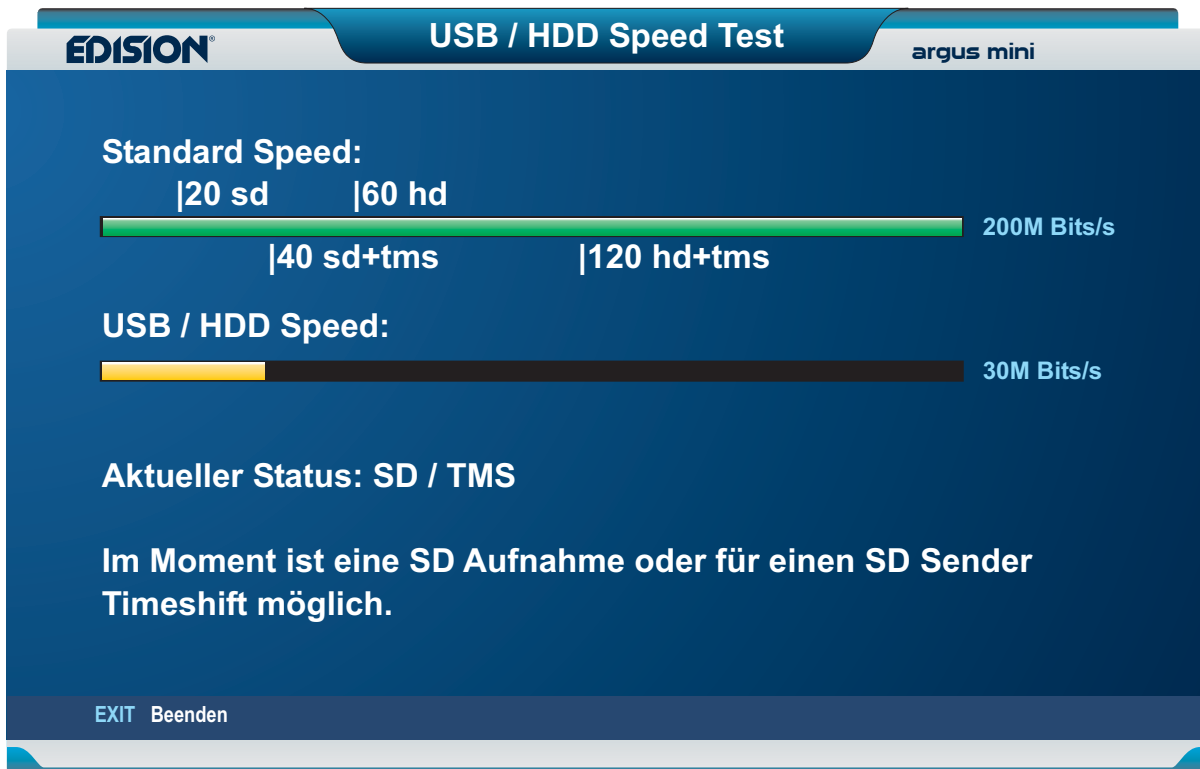 USB / HDD Speed Test
EDISION®
argus mini
Standard Speed:
|20 sd |60 hd
200M Bits/s
|40 sd+tms |120 hd+tms
USB / HDD Speed:
30M Bits/s
Aktueller Status: SD / TMS
Im Moment ist eine SD Aufnahme oder für einen SD Sender
Timeshift möglich.
EXIT Beenden